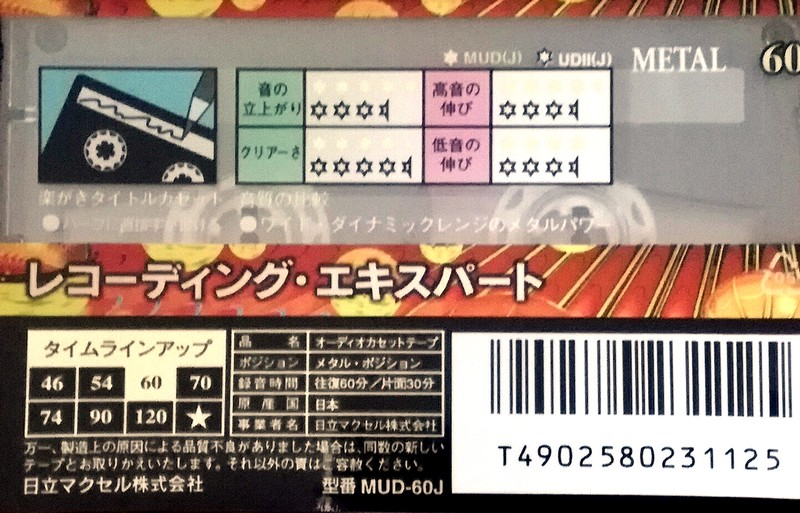 MUD(J) UDII(J) METAL 60
音の立上がり
高音の伸び
クリアーさ
低音の伸び
楽がきタイトルカセット 音質の比較
●ワイド・ダイナミックレンジのメタルパワー
レコーディング・エキスパート
タイムラインアップ
46 54 60 70
74 90 120 ★
品名 オーディオカセットテープ
ポジション メタル・ポジション
録音時間 往復60分/片面30分
原産国 日本
事業者名 日立マクセル株式会社
万一、製造上の原因による品質不良がありました場合は、同数の新しい
テープとお取りかえいたします。それ以外の責はご容赦ください。
日立マクセル株式会社 型番 MUD-60J
T4902580231125